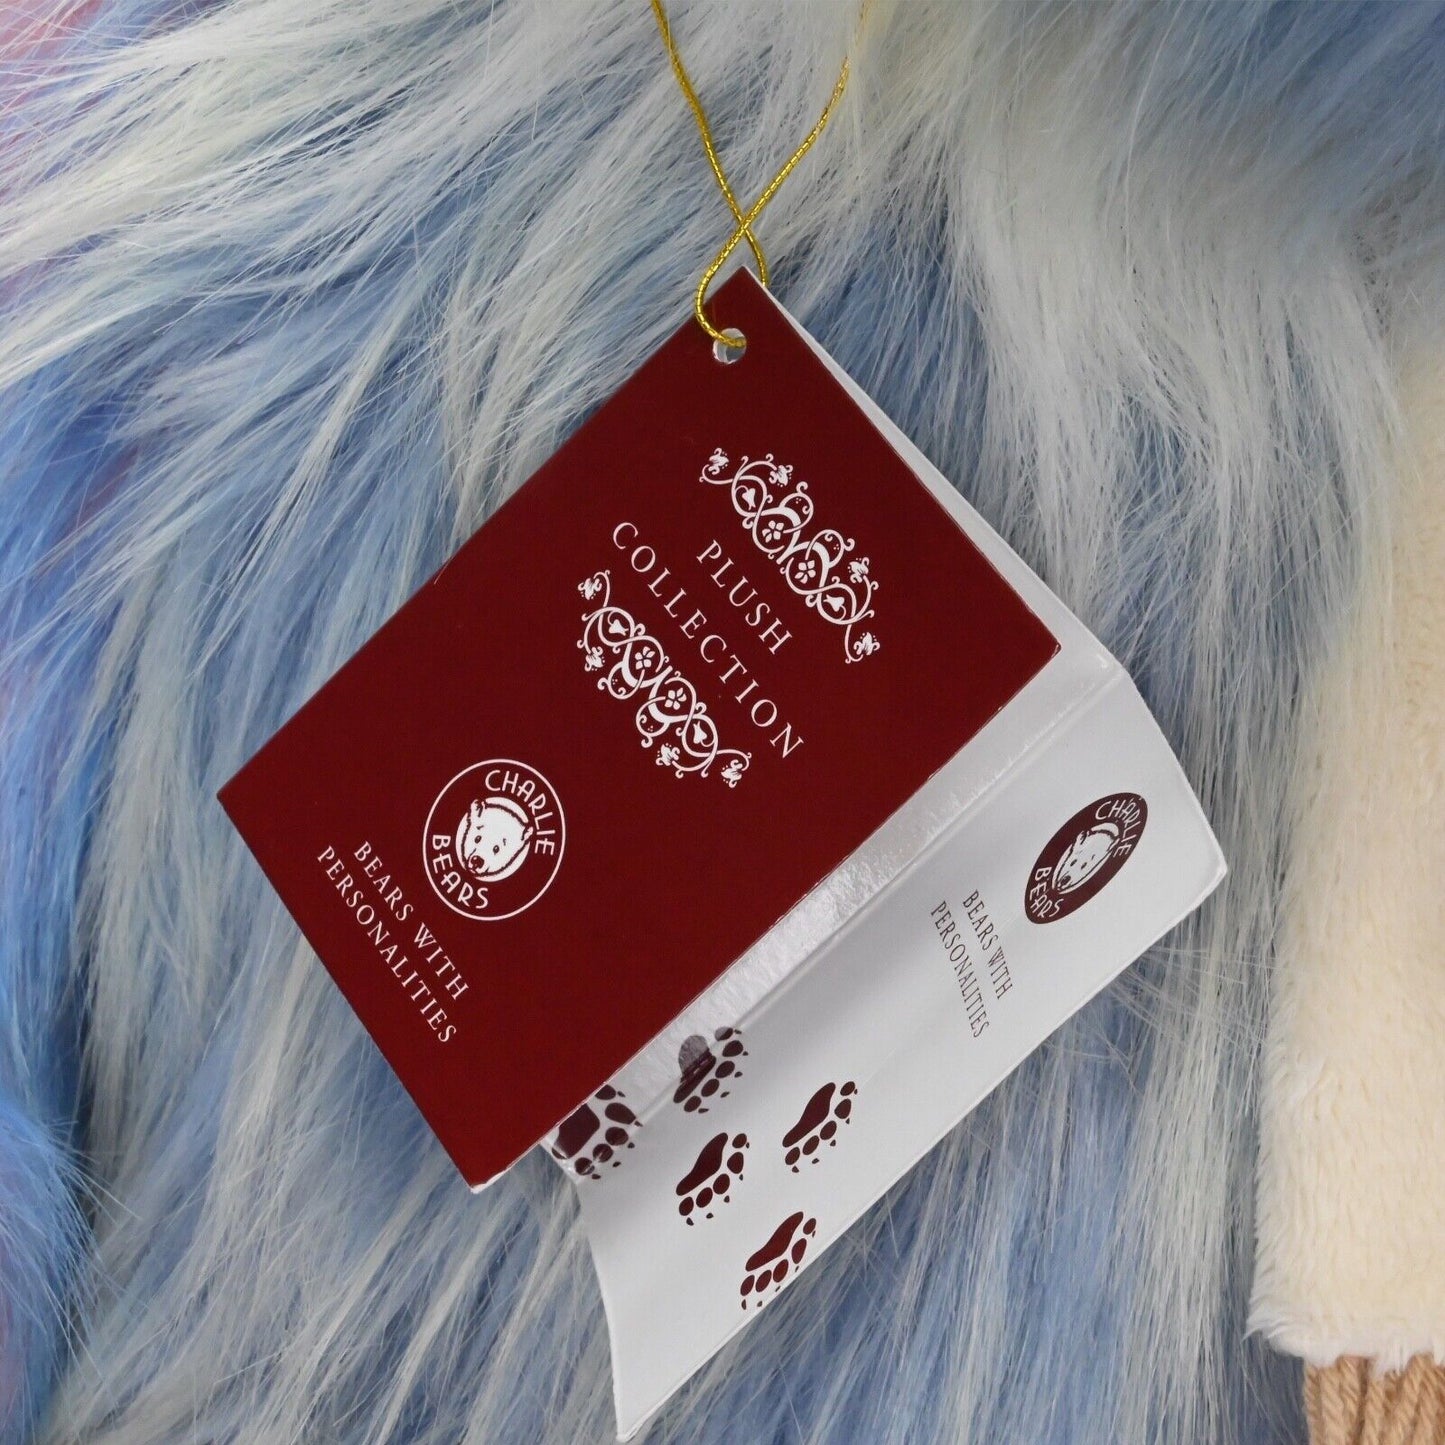 PLUSH
COLLECTION
CHARLIE
BEARS
BEARS WITH
PERSONALITIES
CHARLIE
BEARS
BEARS WITH
PERSONALITIES